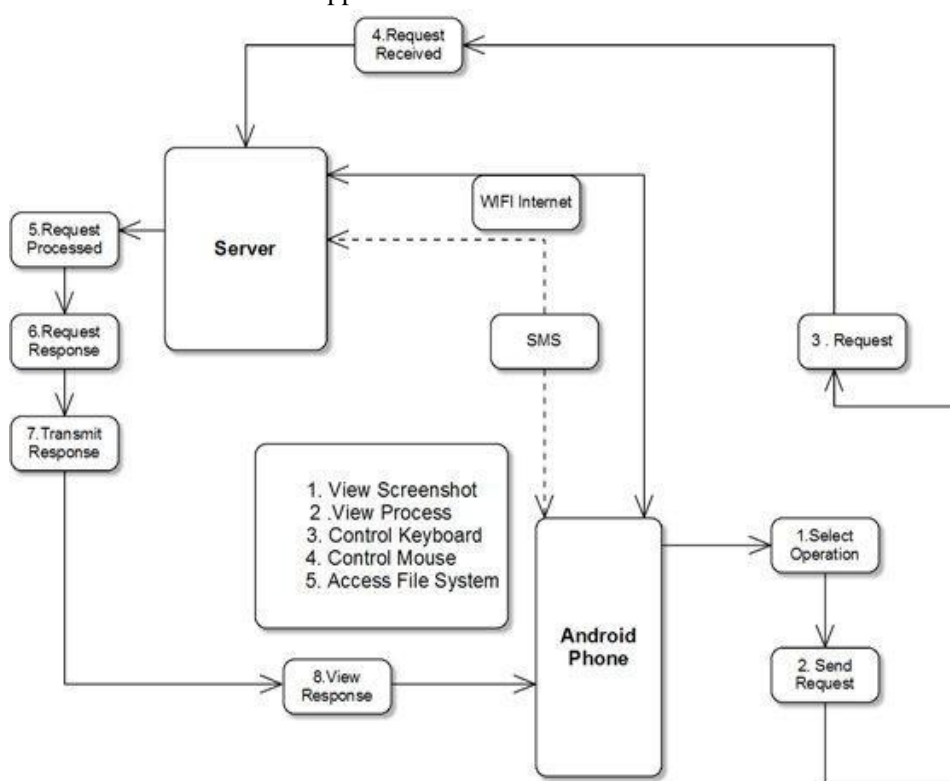 4.Request
Received
WIFI Internet
Server
5.Request
Processed
6.Request
Response
SMS
3 . Request
7.Transmit
Response
1. View Screenshot
2 .View Process
3. Control Keyboard
4. Control Mouse
5. Access File System
1.Select
Operation
Android
Phone
2. Send
Request
8.View
Response